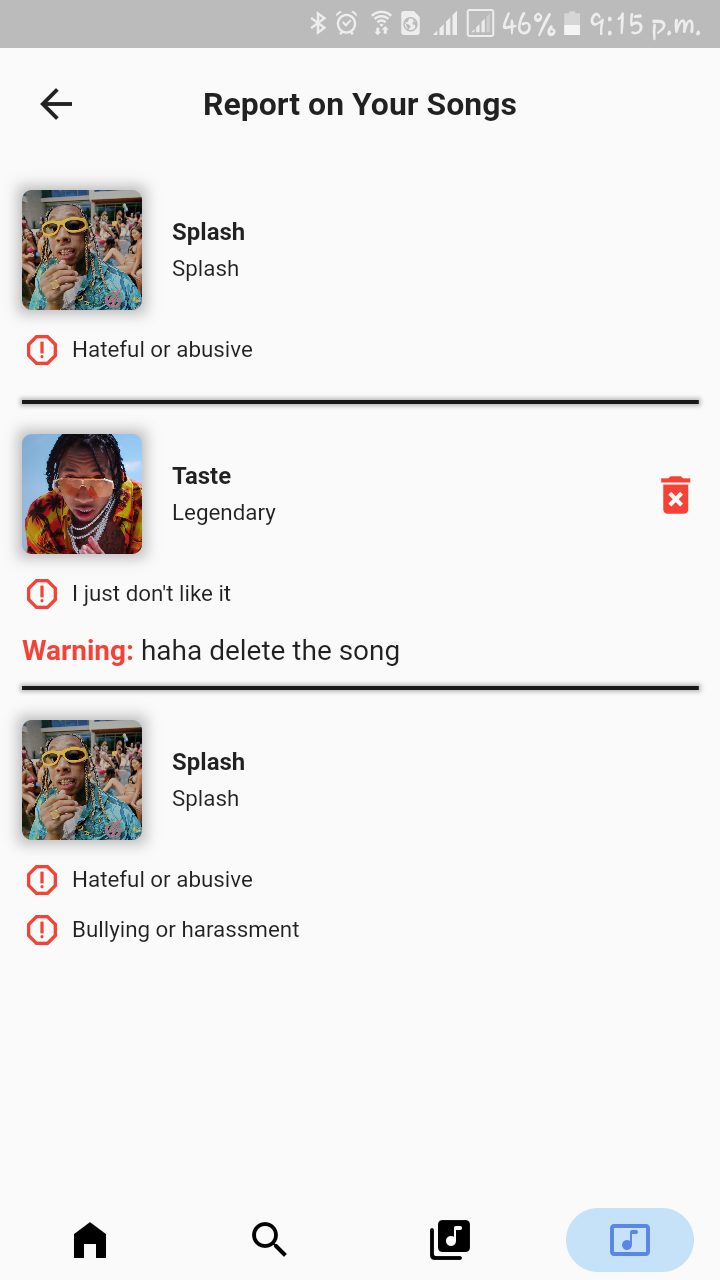 46% 9:15 p.m.
Report on Your Songs
Splash
Splash
Hateful or abusive
Taste
Legendary
I just don't like it
Warning: haha delete the song
Splash
Splash
Hateful or abusive
Bullying or harassment